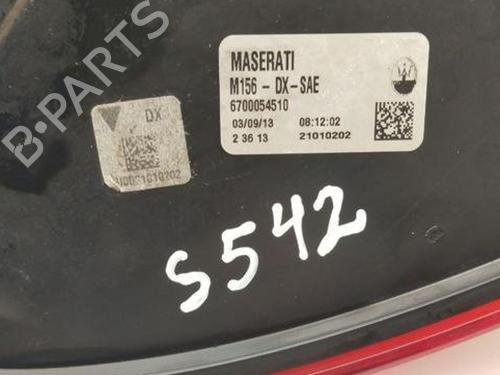 MASERATI
M156 - DX-SAE
6700054510
03/09/13 08:12:02
2 36 13 21010202
DX
S542
B-PARTS